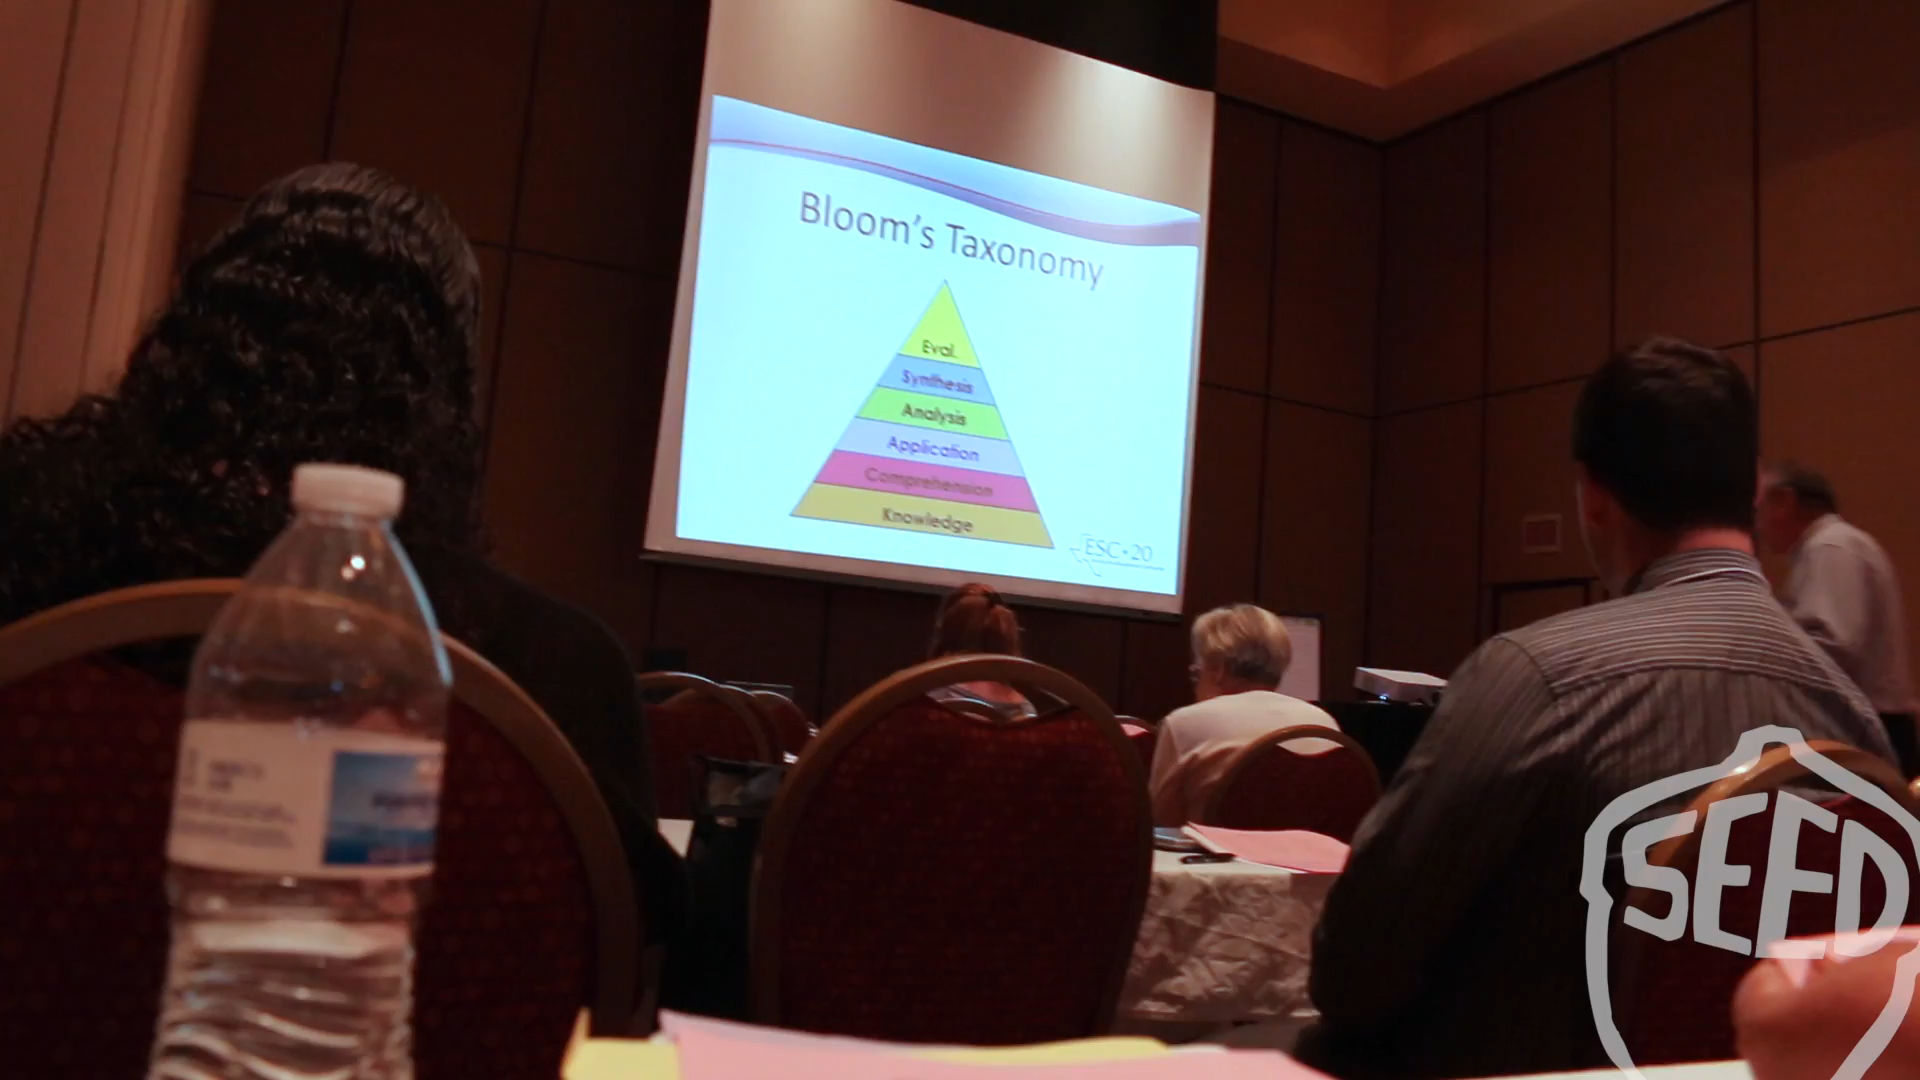 Bloom's Taxonomy
Eval.
Synthesis
Analysis
Application
Comprehension
Knowledge
ESC•20
SEED